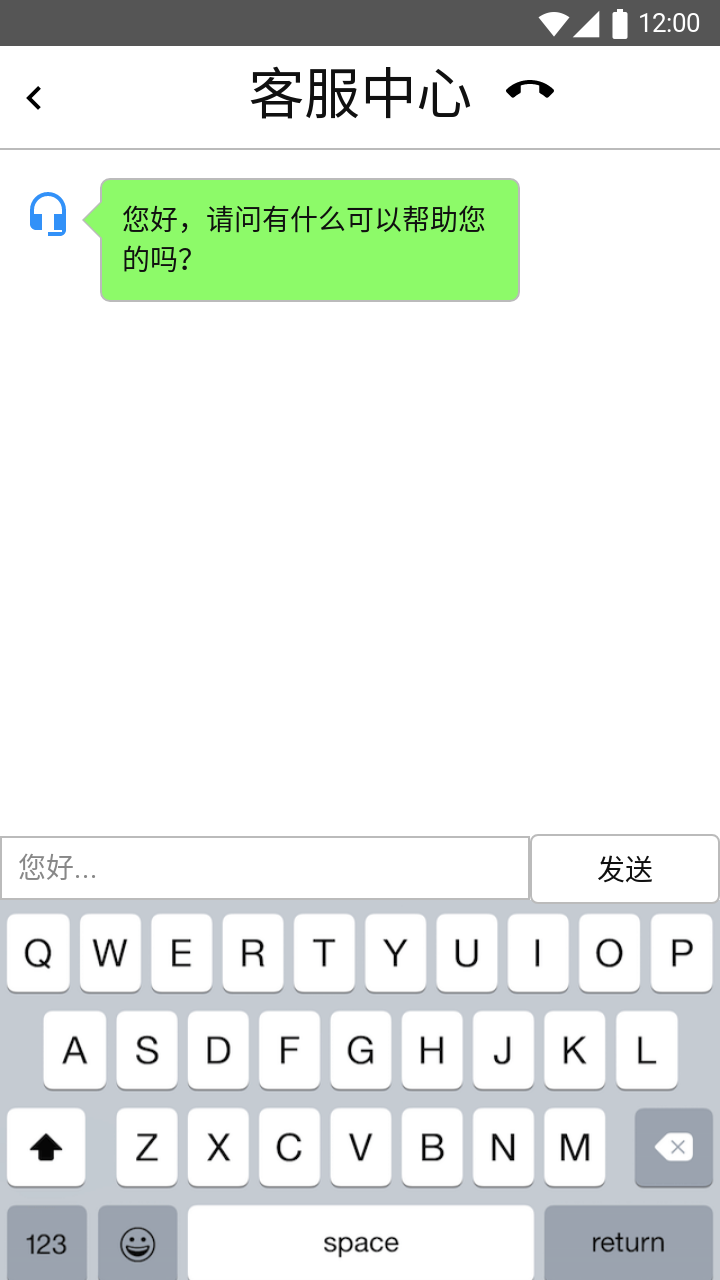 12:00
客服中心
您好，请问有什么可以帮助您
的吗？
您好...
发送
Q W E R T Y U I O P
A S D F G H J K L
Z X C V B N M
123 space return